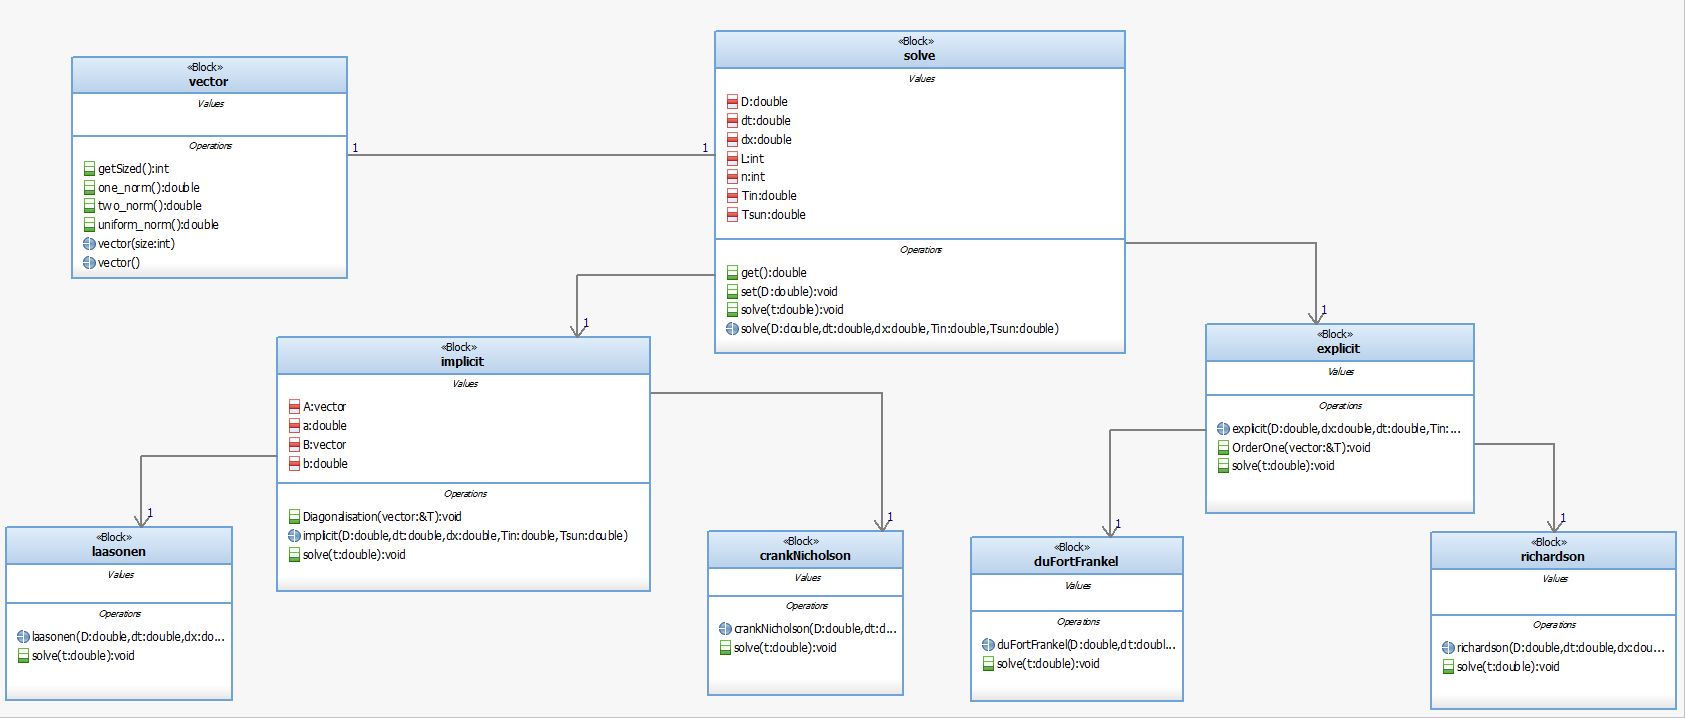 «Block»
vector
Values
Operations
getSized():int
one_norm():double
two_norm():double
uniform_norm():double
vector(size:int)
vector()
1
1
«Block»
solve
Values
D:double
dt:double
dx:double
L:int
n:int
Tin:double
Tsun:double
Operations
get():double
set(D:double):void
solve(t:double):void
solve(D:double,dt:double,dx:double,Tin:double,Tsun:double)
1
«Block»
implicit
Values
A:vector
a:double
B:vector
b:double
Operations
Diagonalisation(vector:&T):void
implicit(D:double,dt:double,dx:double,Tin:double,Tsun:double)
solve(t:double):void
1
«Block»
explicit
Values
Operations
explicit(D:double,dx:double,dt:double,Tin:...
OrderOne(vector:&T):void
solve(t:double):void
1
«Block»
laasonen
Values
Operations
laasonen(D:double,dt:double,dx:do...
solve(t:double):void
1
«Block»
crankNicholson
Values
Operations
crankNicholson(D:double,dt:d...
solve(t:double):void
1
«Block»
duFortFrankel
Values
Operations
duFortFrankel(D:double,dt:doubl...
solve(t:double):void
1
«Block»
richardson
Values
Operations
richardson(D:double,dt:double,dx:dou...
solve(t:double):void